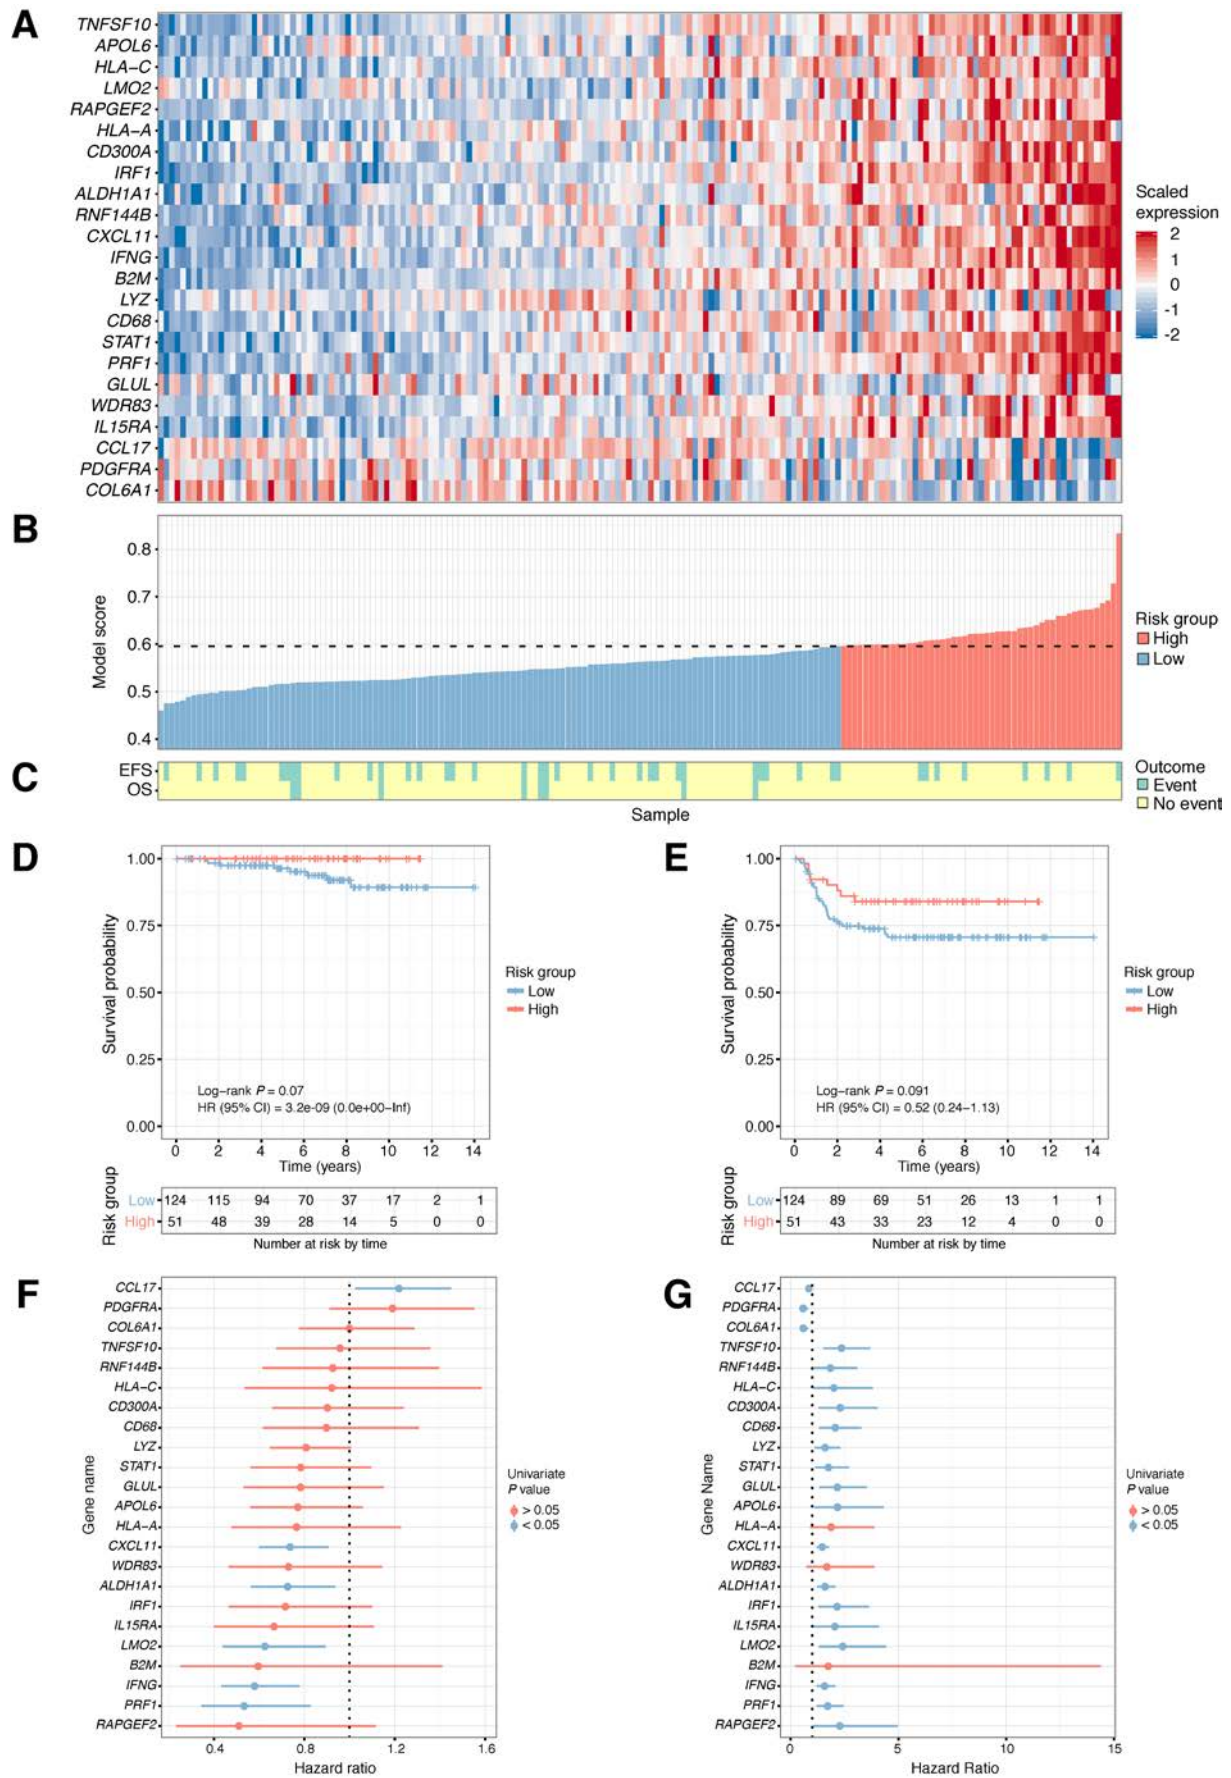 A
TNFSF10
APOL6
HLA-C
LMO2
RAPGEF2
HLA-A
CD300A
IRF1
ALDH1A1
RNF144B
CXCL11
IFNG
B2M
LYZ
CD68
STAT1
PRF1
GLUL
WDR83
IL15RA
CCL17
PDGFRA
COL6A1
Scaled
expression
2
1
0
-1
-2
B
Model score
0.8
0.7
0.6
0.5
0.4
Risk group
High
Low
C
EFS
OS
Sample
Outcome
Event
No event
D
Survival probability
1.00
0.75
0.50
0.25
0.00
Log-rank P = 0.07
HR (95% CI) = 3.2e-09 (0.0e+00-Inf)
0 2 4 6 8 10 12 14
Time (years)
Risk group
Low
High
Risk group
Low 124 115 94 70 37 17 2 1
High 51 48 39 28 14 5 0 0
Number at risk by time
E
Survival probability
1.00
0.75
0.50
0.25
0.00
Log-rank P = 0.091
HR (95% CI) = 0.52 (0.24-1.13)
0 2 4 6 8 10 12 14
Time (years)
Risk group
Low
High
Risk group
Low 124 89 69 51 26 13 1 1
High 51 43 33 23 12 4 0 0
Number at risk by time
F
Gene name
CCL17
PDGFRA
COL6A1
TNFSF10
RNF144B
HLA-C
CD300A
CD68
LYZ
STAT1
GLUL
APOL6
HLA-A
CXCL11
WDR83
ALDH1A1
IRF1
IL15RA
LMO2
B2M
IFNG
PRF1
RAPGEF2
0.4 0.8 1.2 1.6
Hazard ratio
Univariate
P value
> 0.05
< 0.05
G
Gene Name
CCL17
PDGFRA
COL6A1
TNFSF10
RNF144B
HLA-C
CD300A
CD68
LYZ
STAT1
GLUL
APOL6
HLA-A
CXCL11
WDR83
ALDH1A1
IRF1
IL15RA
LMO2
B2M
IFNG
PRF1
RAPGEF2
0 5 10 15
Hazard Ratio
Univariate
P value
> 0.05
< 0.05